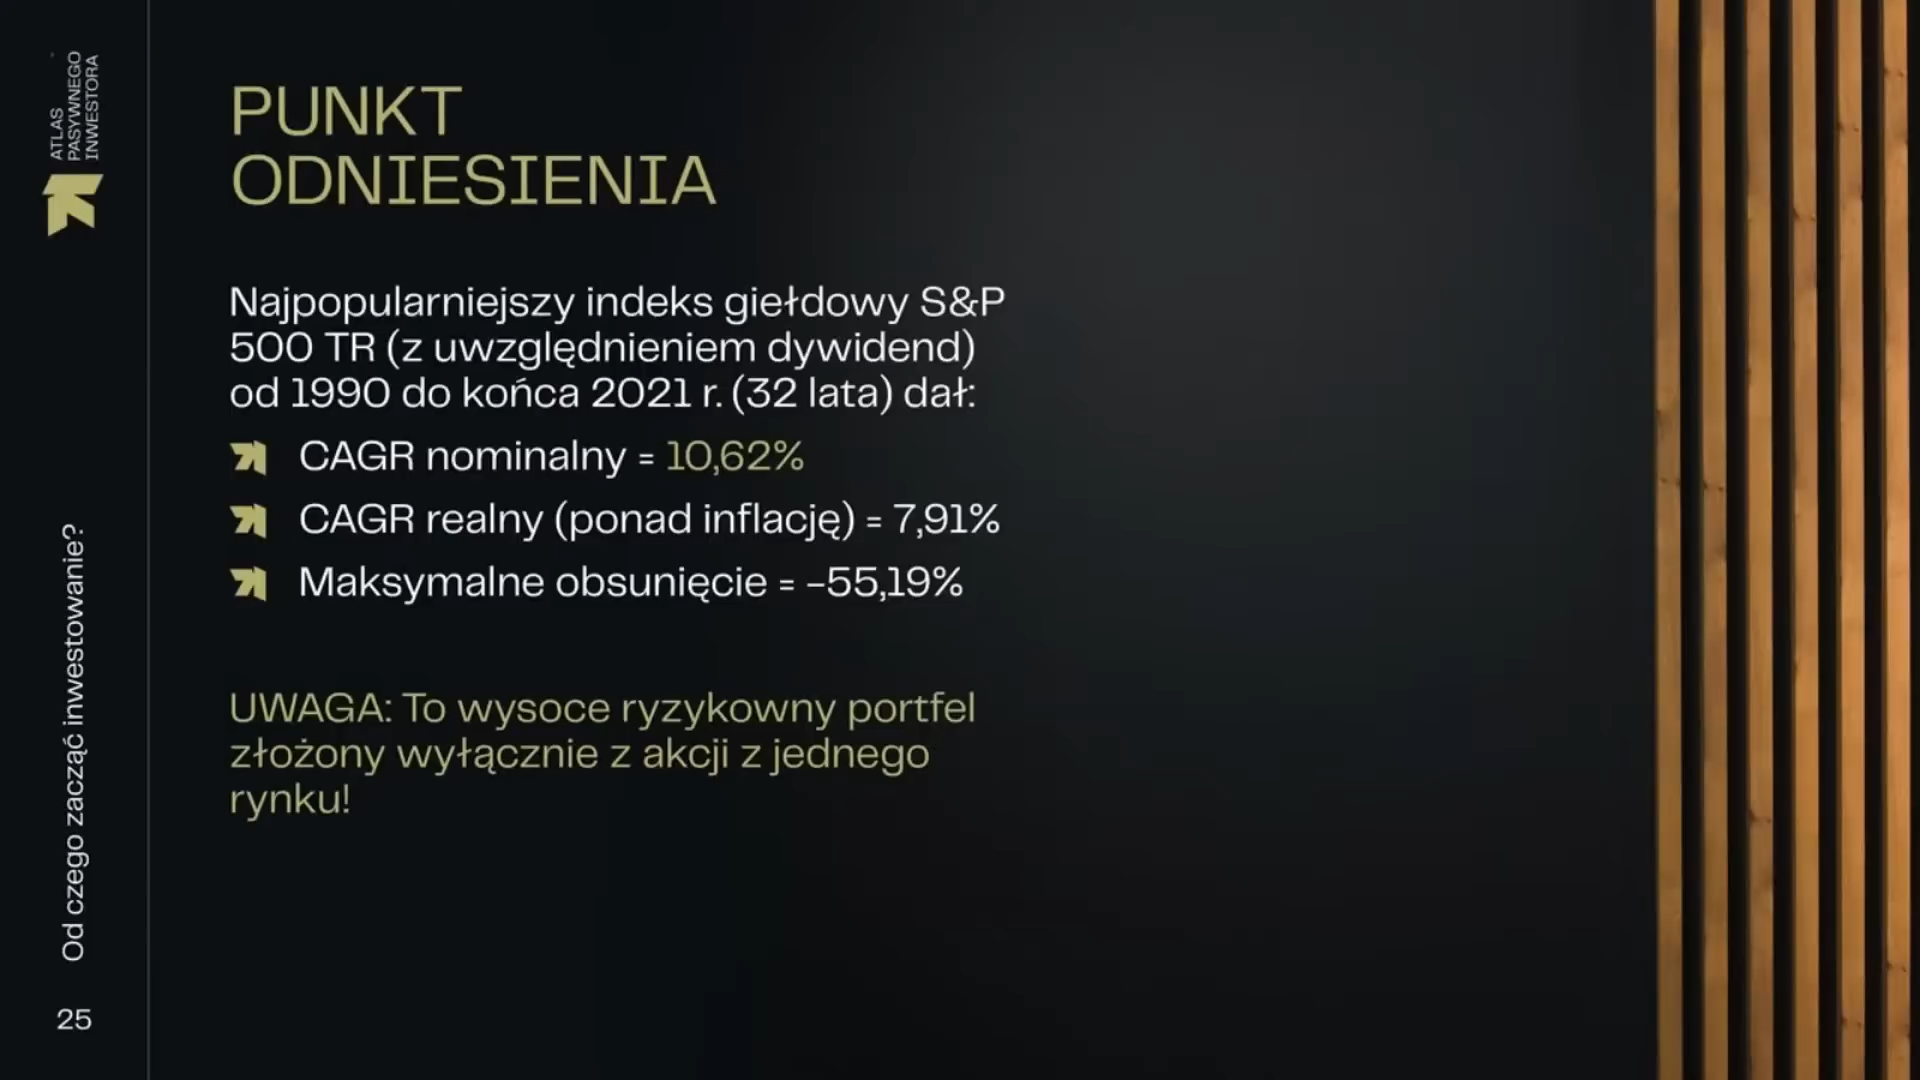 ATLAS
PASYWNEGO
INWESTORA
Od czego zacząć inwestowanie?
25
PUNKT
ODNIESIENIA
Najpopularniejszy indeks giełdowy S&P
500 TR (z uwzględnieniem dywidend)
od 1990 do końca 2021 r. (32 lata) dał:
CAGR nominalny = 10,62%
CAGR realny (ponad inflację) = 7,91%
Maksymalne obsunięcie = –55,19%
UWAGA: To wysoce ryzykowny portfel
złożony wyłącznie z akcji z jednego
rynku!